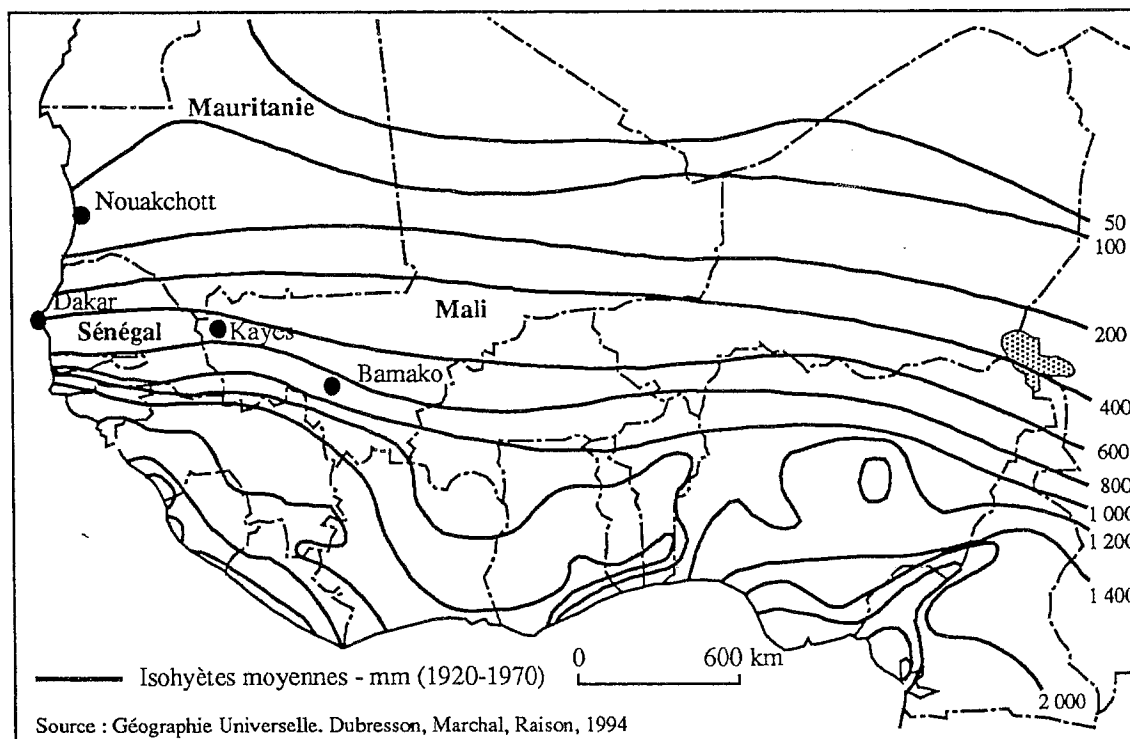 Mauritanie
Nouakchott
50
100
Dakar
Sénégal
Kayes
Mali
200
Bamako
400
600
800
1 000
1 200
1 400
2 000
0 600 km
Isohyètes moyennes - mm (1920-1970)
Source : Géographie Universelle. Dubresson, Marchal, Raison, 1994